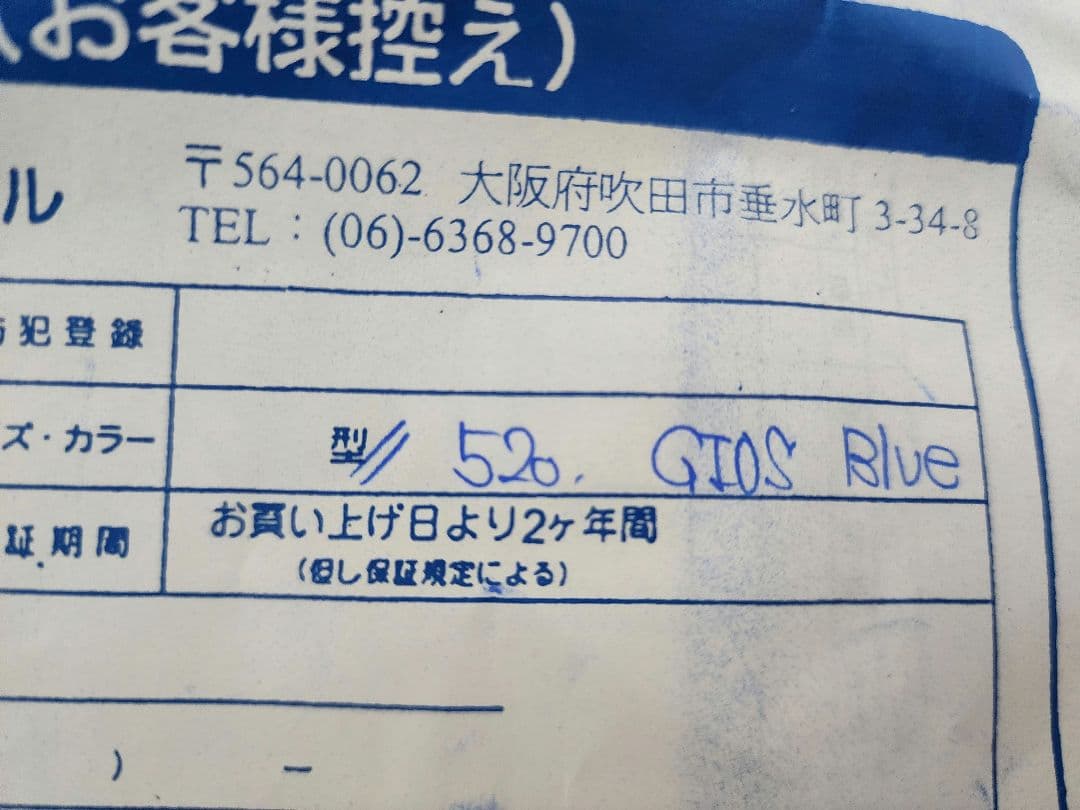 (お客様控え)
ル
〒564-0062 大阪府吹田市垂水町3-34-8
TEL:(06)-6368-9700
犯登録
ズ・カラー 型// 520. GIOS Blue
証期間 お買い上げ日より2ヶ年間
(但し保証規定による)
) −